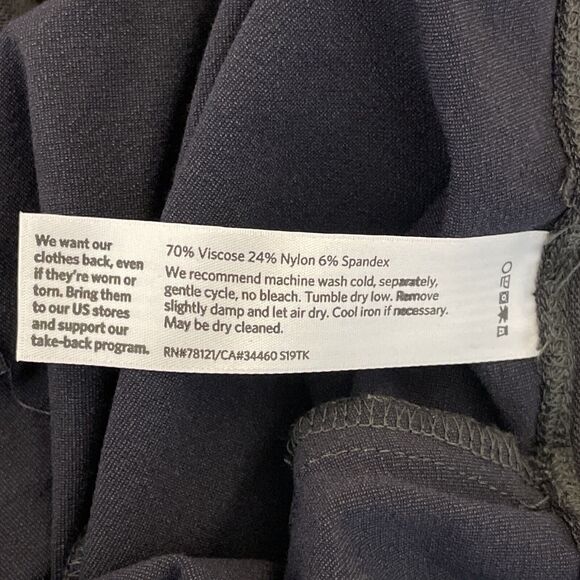 We want our
clothes back, even
if they're worn or
torn. Bring them
to our US stores
and support our
take-back program.
70% Viscose 24% Nylon 6% Spandex
We recommend machine wash cold, separately,
gentle cycle, no bleach. Tumble dry low. Remove
slightly damp and let air dry. Cool iron if necessary.
May be dry cleaned.
RN#78121/CA#34460 S19TK